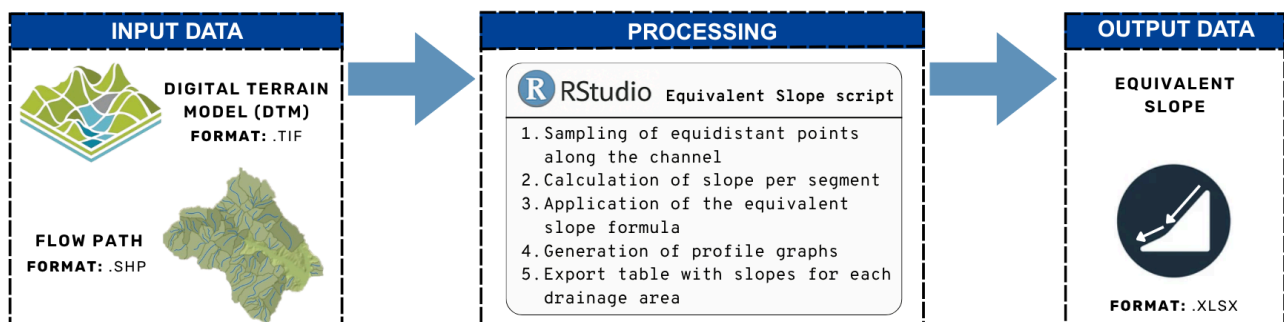 INPUT DATA
DIGITAL TERRAIN
MODEL (DTM)
FORMAT: .TIF
FLOW PATH
FORMAT: .SHP
PROCESSING
R RStudio Equivalent Slope script
1. Sampling of equidistant points
along the channel
2. Calculation of slope per segment
3. Application of the equivalent
slope formula
4. Generation of profile graphs
5. Export table with slopes for each
drainage area
OUTPUT DATA
EQUIVALENT
SLOPE
FORMAT: .XLSX